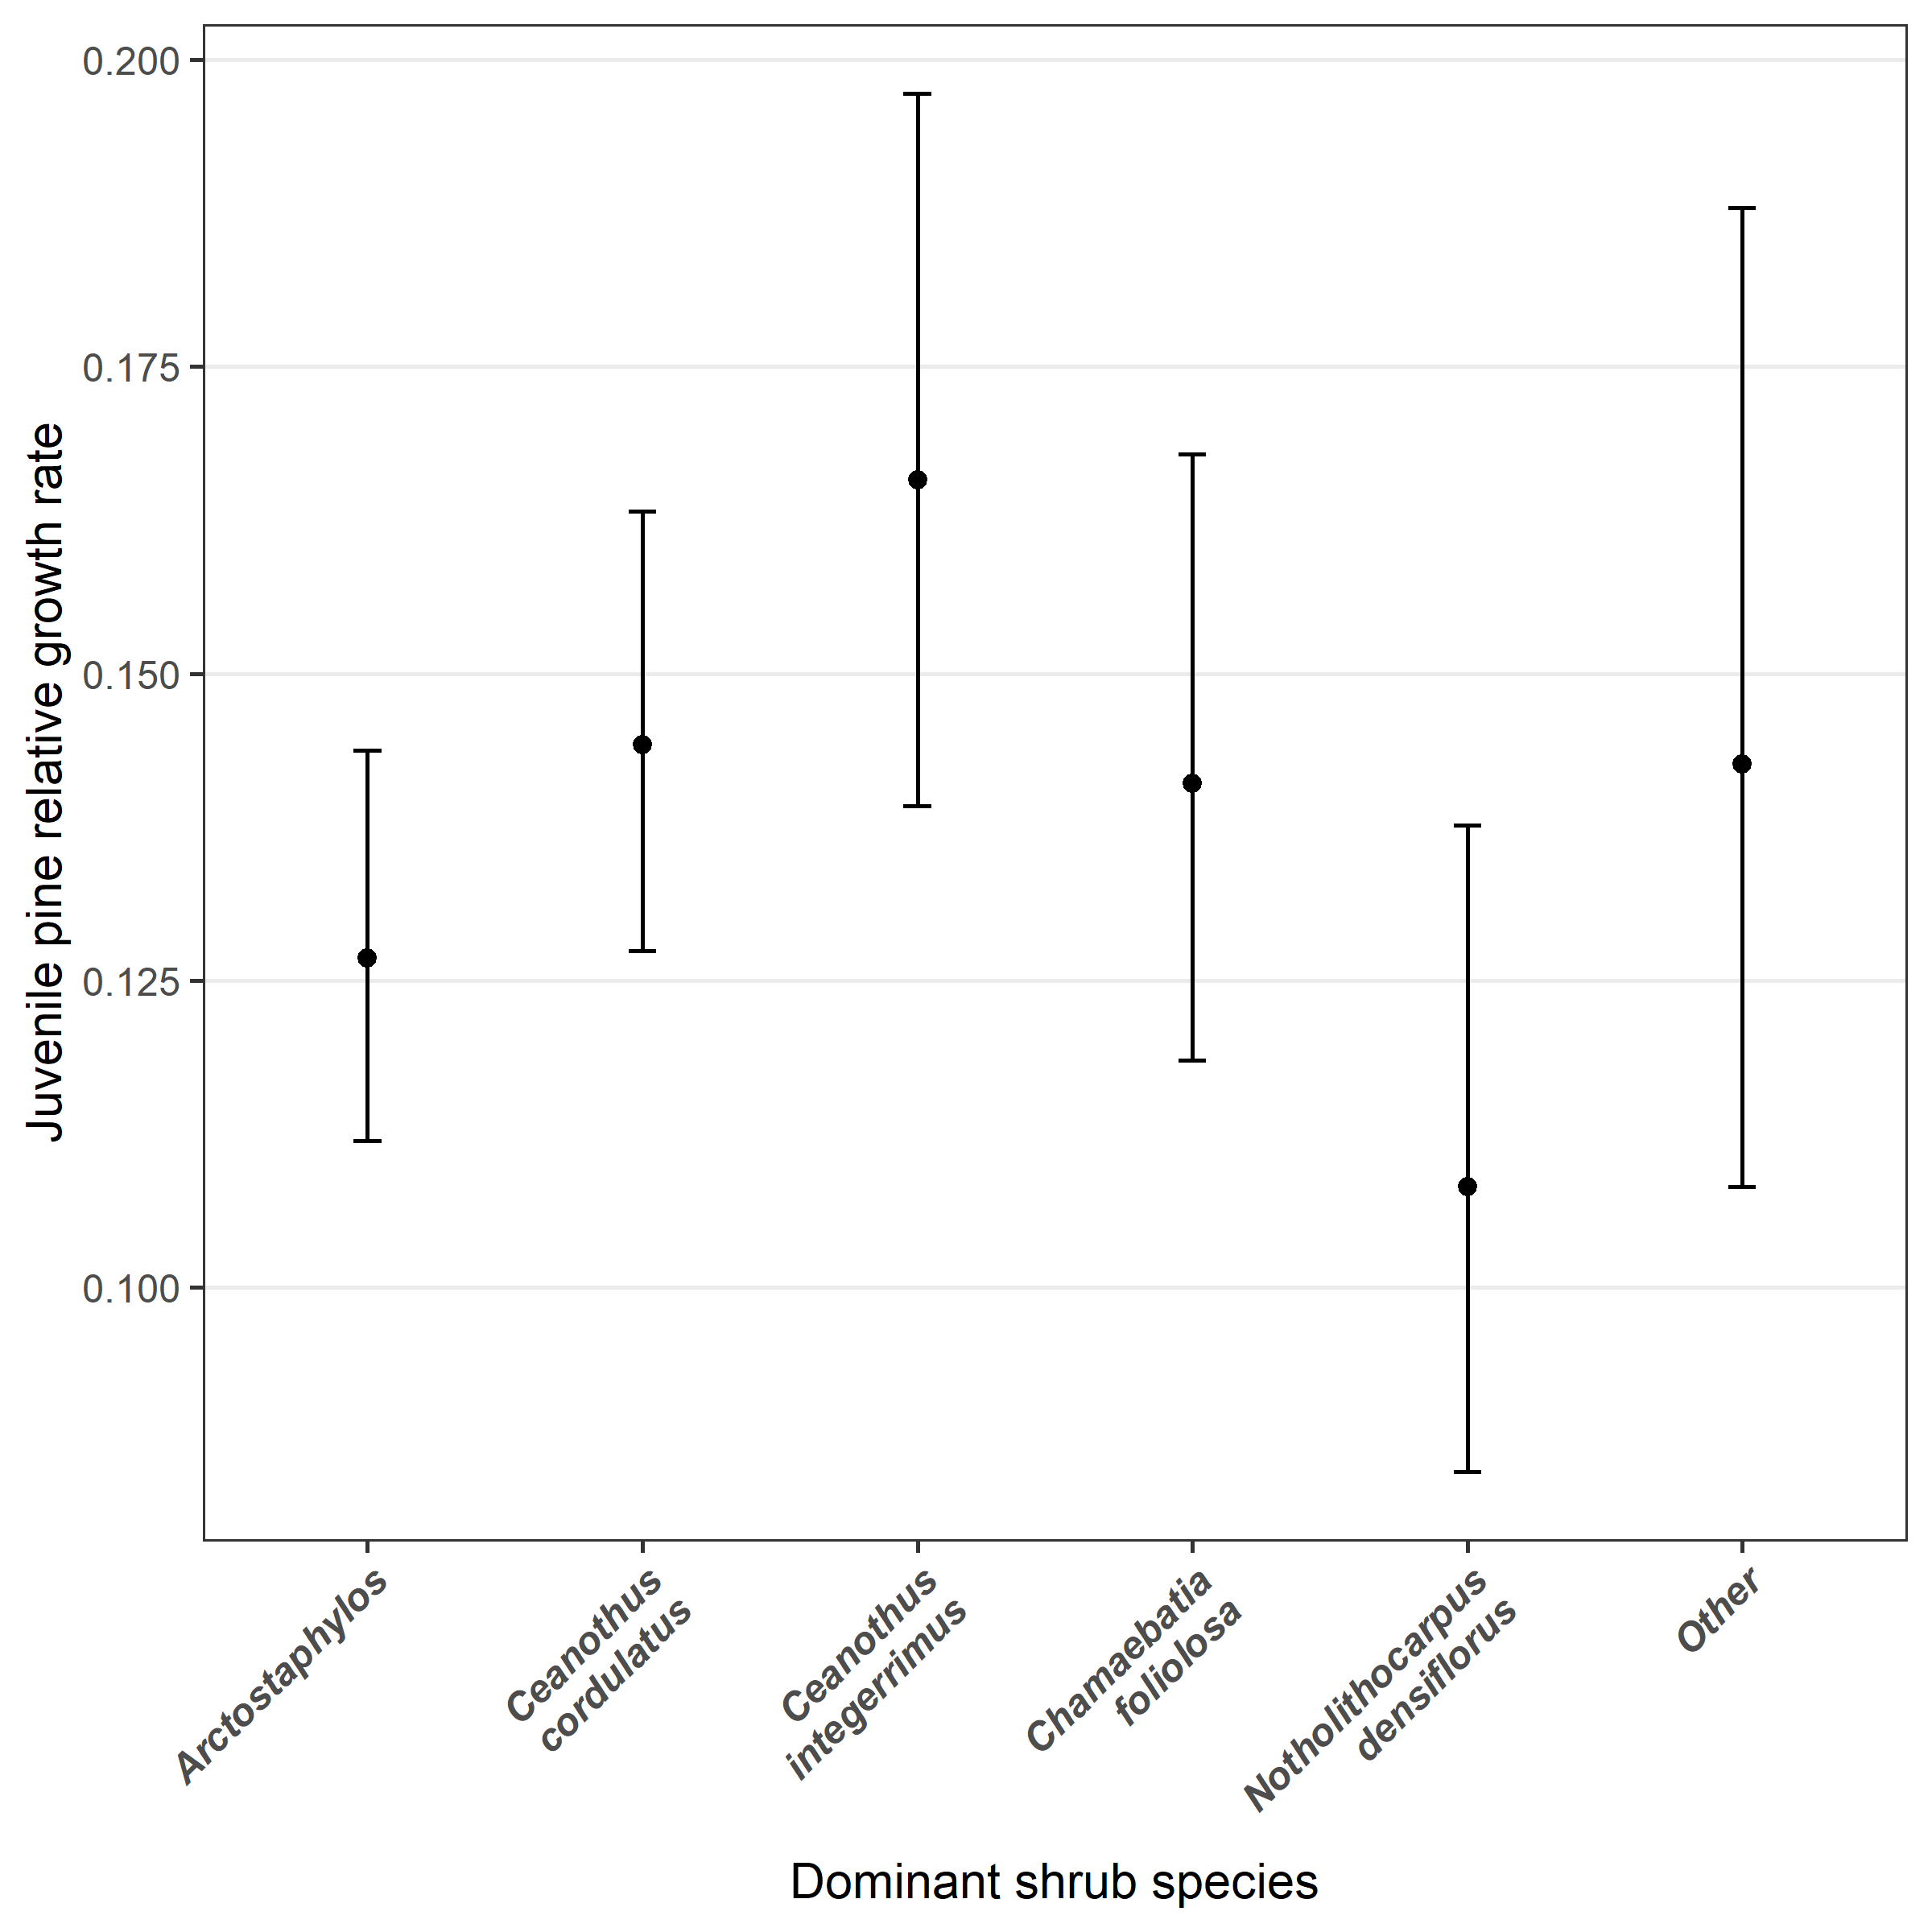 0.200
0.175
0.150
0.125
0.100
Juvenile pine relative growth rate
Arctostaphylos
Ceanothus
cordulatus
Ceanothus
integerrimus
Chamaebatia
foliolosa
Notholithocarpus
densiflorus
Other
Dominant shrub species